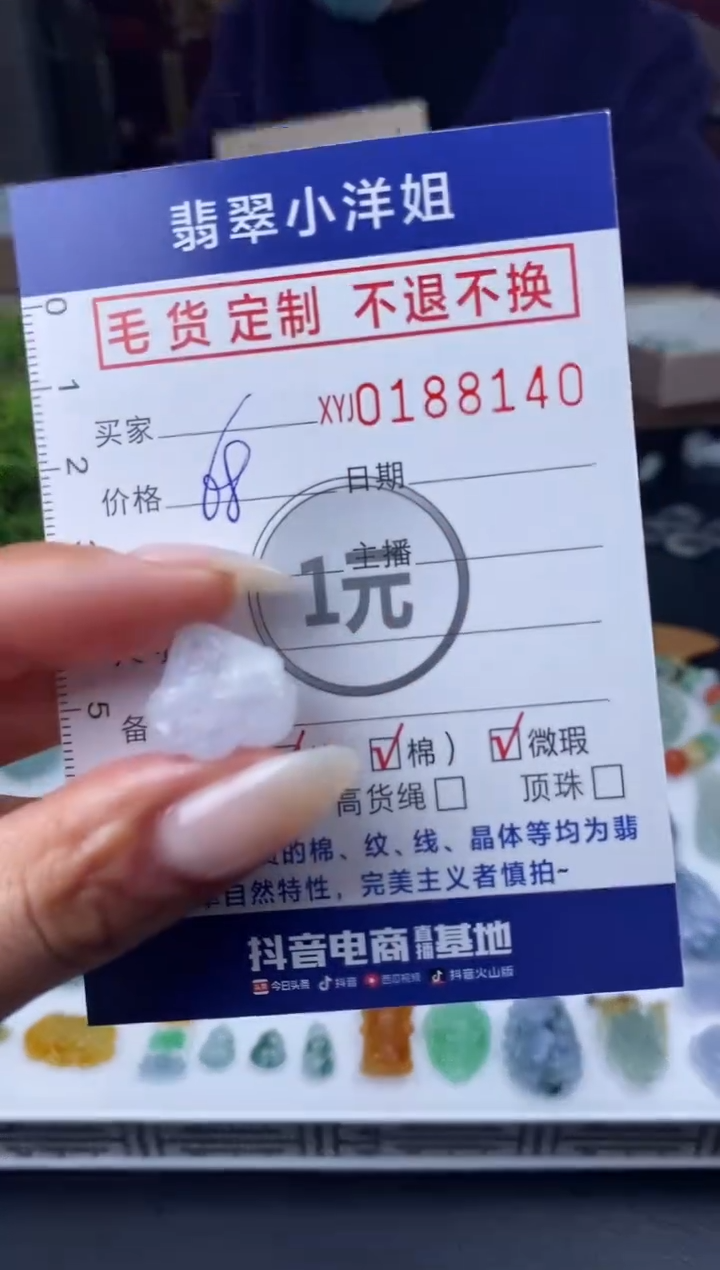 翡翠小洋姐
毛货定制 不退不换
0
1
2
买家 XYJ0188140
价格 68 日期
主播
1元
5
备 棉) 微瑕
高货绳 顶珠
的棉、纹、线、晶体等均为翡
自然特性，完美主义者慎拍~
抖音电商直播基地
今日头条 抖音 西瓜视频 抖音火山版